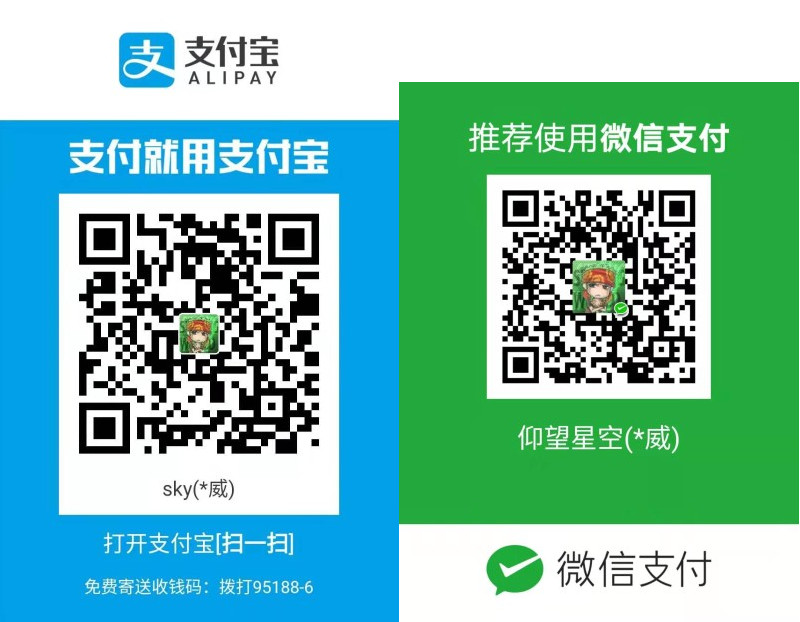 支付宝
ALIPAY
支付就用支付宝
sky(*威)
打开支付宝[扫一扫]
免费寄送收钱码：拨打95188-6
推荐使用微信支付
仰望星空(*威)
微信支付